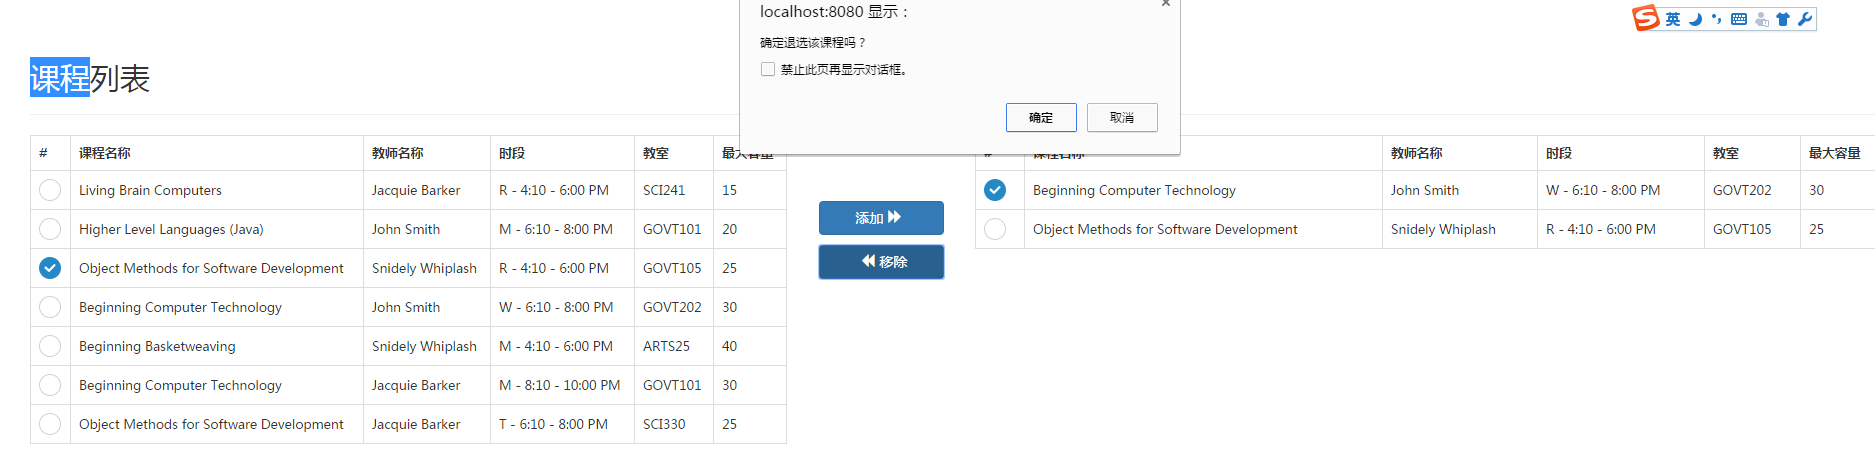 localhost:8080 显示：
确定退选该课程吗？
禁止此页再显示对话框。
确定 取消
英
课程列表
# 课程名称 教师名称 时段 教室 最大容量
Living Brain Computers Jacquie Barker R - 4:10 - 6:00 PM SCI241 15
Higher Level Languages (Java) John Smith M - 6:10 - 8:00 PM GOVT101 20
Object Methods for Software Development Snidely Whiplash R - 4:10 - 6:00 PM GOVT105 25
Beginning Computer Technology John Smith W - 6:10 - 8:00 PM GOVT202 30
Beginning Basketweaving Snidely Whiplash M - 4:10 - 6:00 PM ARTS25 40
Beginning Computer Technology Jacquie Barker M - 8:10 - 10:00 PM GOVT101 30
Object Methods for Software Development Jacquie Barker T - 6:10 - 8:00 PM SCI330 25
添加
移除
# 课程名称 教师名称 时段 教室 最大容量
Beginning Computer Technology John Smith W - 6:10 - 8:00 PM GOVT202 30
Object Methods for Software Development Snidely Whiplash R - 4:10 - 6:00 PM GOVT105 25